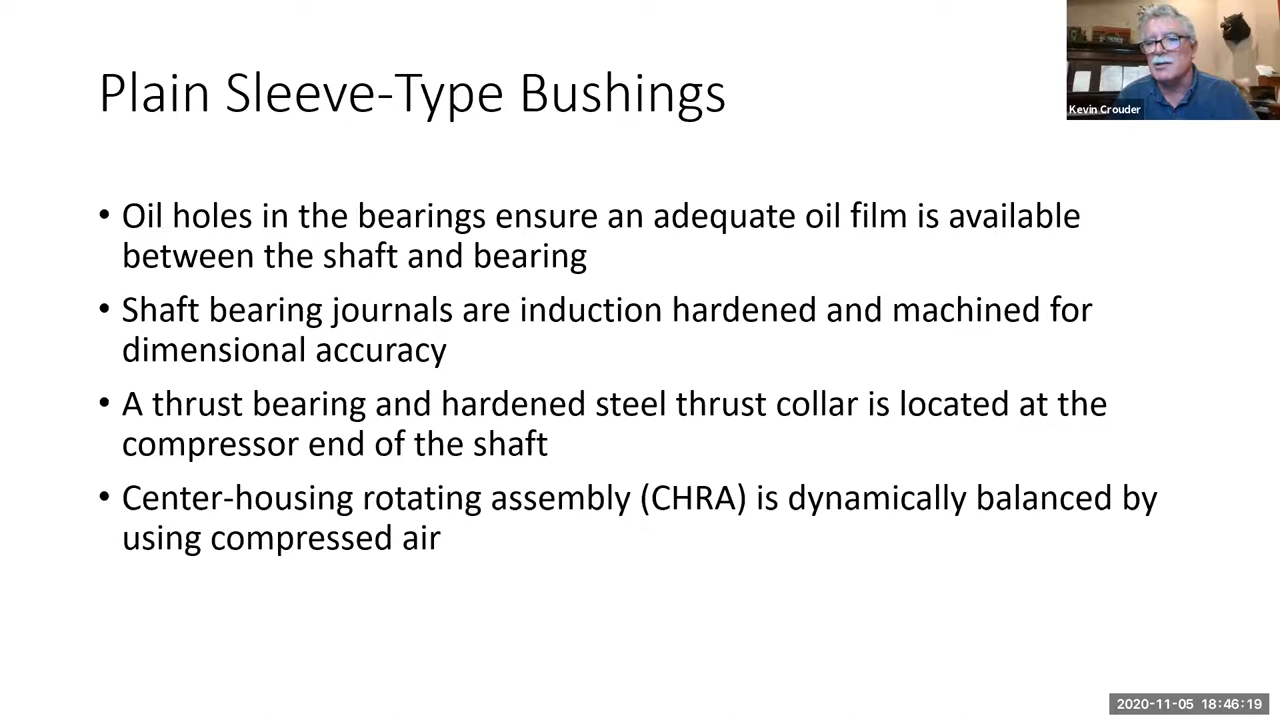 Plain Sleeve-Type Bushings
Kevin Crouder
• Oil holes in the bearings ensure an adequate oil film is available
between the shaft and bearing
• Shaft bearing journals are induction hardened and machined for
dimensional accuracy
• A thrust bearing and hardened steel thrust collar is located at the
compressor end of the shaft
• Center-housing rotating assembly (CHRA) is dynamically balanced by
using compressed air
2020-11-05 18:46:19